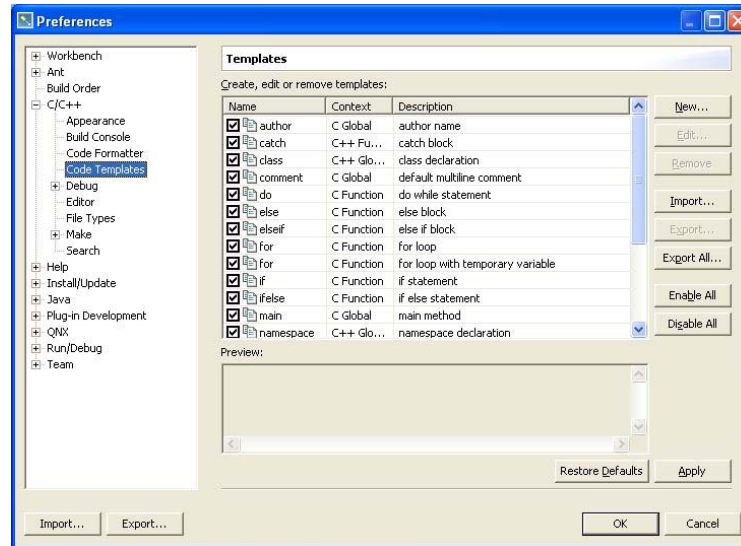 Preferences
Workbench
Ant
Build Order
C/C++
Appearance
Build Console
Code Formatter
Code Templates
Debug
Editor
File Types
Make
Search
Help
Install/Update
Java
Plug-in Development
QNX
Run/Debug
Team
Templates
Create, edit or remove templates:
Name Context Description
author C Global author name
catch C++ Fu... catch block
class C++ Glo... class declaration
comment C Global default multiline comment
do C Function do while statement
else C Function else block
elseif C Function else if block
for C Function for loop
for C Function for loop with temporary variable
if C Function if statement
ifelse C Function if else statement
main C Global main method
namespace C++ Glo... namespace declaration
New...
Edit...
Remove
Import...
Export...
Export All...
Enable All
Disable All
Preview:
Restore Defaults Apply
Import... Export... OK Cancel